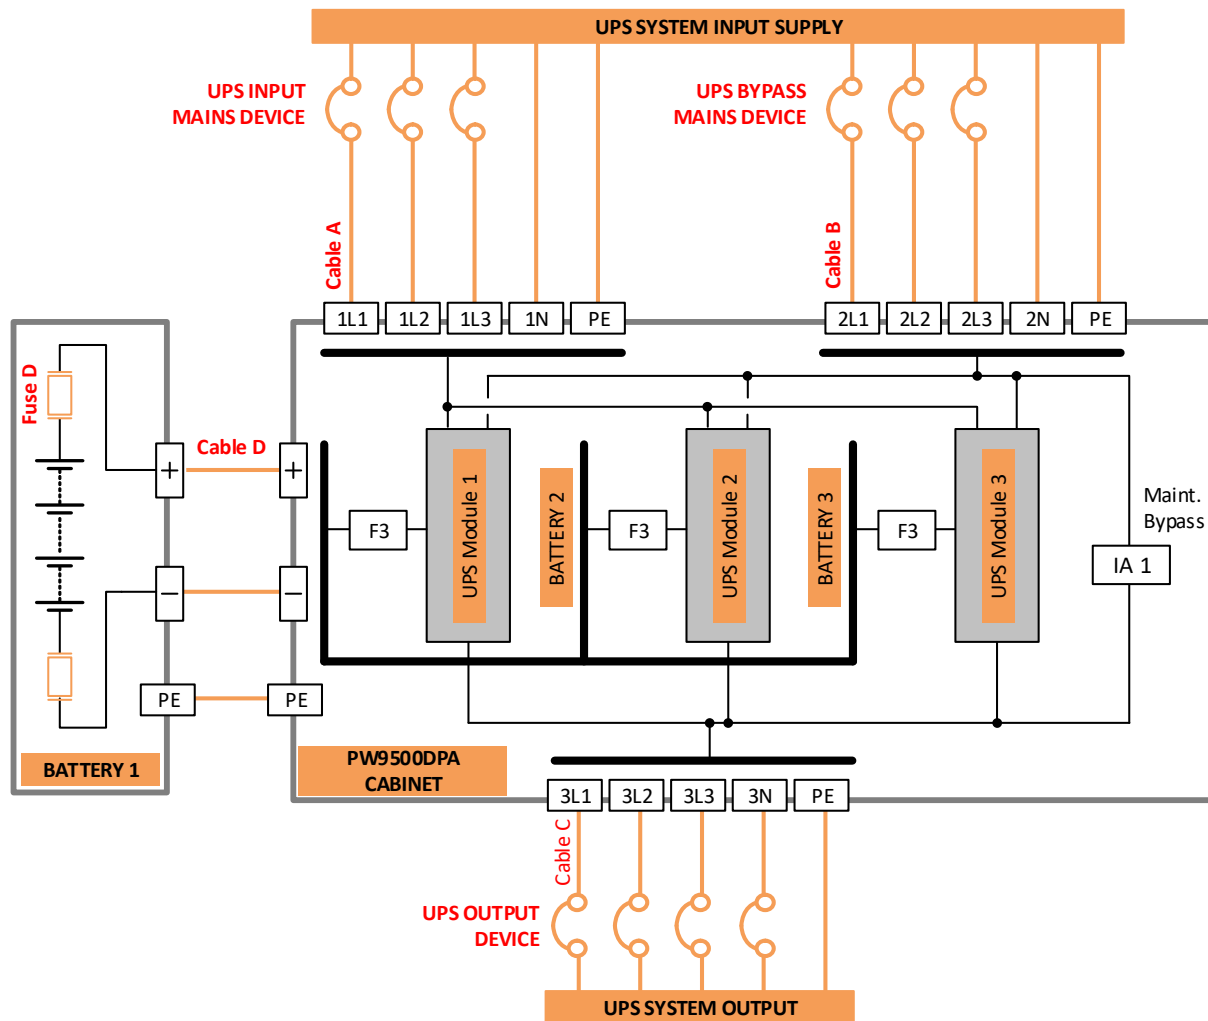 UPS SYSTEM INPUT SUPPLY
UPS INPUT
MAINS DEVICE
UPS BYPASS
MAINS DEVICE
Cable A
Cable B
1L1
1L2
1L3
1N
PE
2L1
2L2
2L3
2N
PE
Fuse D
Cable D
+
+
F3
UPS Module 1
BATTERY 2
F3
UPS Module 2
BATTERY 3
F3
UPS Module 3
Maint.
Bypass
IA 1
−
−
PE
PE
BATTERY 1
PW9500DPA
CABINET
3L1
3L2
3L3
3N
PE
Cable C
UPS OUTPUT
DEVICE
UPS SYSTEM OUTPUT